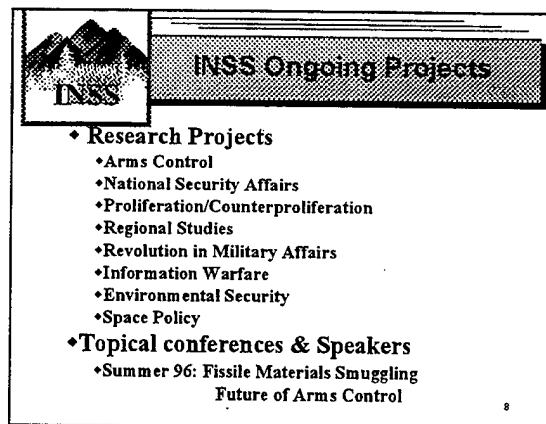 INSS
INSS Ongoing Projects
◆ Research Projects
◆Arms Control
◆National Security Affairs
◆Proliferation/Counterproliferation
◆Regional Studies
◆Revolution in Military Affairs
◆Information Warfare
◆Environmental Security
◆Space Policy
◆Topical conferences & Speakers
◆Summer 96: Fissile Materials Smuggling
Future of Arms Control
8